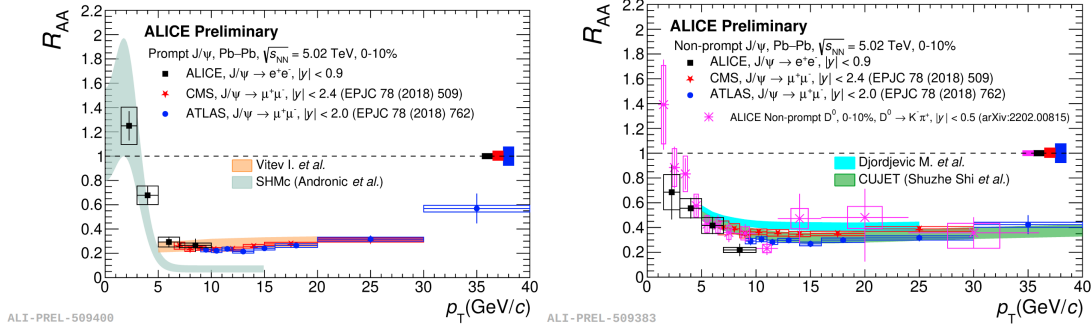 R_AA
ALICE Preliminary
Prompt J/ψ, Pb–Pb, √s_NN = 5.02 TeV, 0-10%
ALICE, J/ψ → e⁺e⁻, |y| < 0.9
CMS, J/ψ → μ⁺μ⁻, |y| < 2.4 (EPJC 78 (2018) 509)
ATLAS, J/ψ → μ⁺μ⁻, |y| < 2.0 (EPJC 78 (2018) 762)
Vitev I. et al.
SHMc (Andronic et al.)
2.2
2
1.8
1.6
1.4
1.2
1
0.8
0.6
0.4
0.2
0
0 5 10 15 20 25 30 35 40
p_T (GeV/c)
ALI-PREL-509400
R_AA
ALICE Preliminary
Non-prompt J/ψ, Pb–Pb, √s_NN = 5.02 TeV, 0-10%
ALICE, J/ψ → e⁺e⁻, |y| < 0.9
CMS, J/ψ → μ⁺μ⁻, |y| < 2.4 (EPJC 78 (2018) 509)
ATLAS, J/ψ → μ⁺μ⁻, |y| < 2.0 (EPJC 78 (2018) 762)
ALICE Non-prompt D⁰, 0-10%, D⁰ → K⁻π⁺, |y| < 0.5 (arXiv:2202.00815)
Djordjevic M. et al.
CUJET (Shuzhe Shi et al.)
2.2
2
1.8
1.6
1.4
1.2
1
0.8
0.6
0.4
0.2
0
0 5 10 15 20 25 30 35 40
p_T (GeV/c)
ALI-PREL-509383